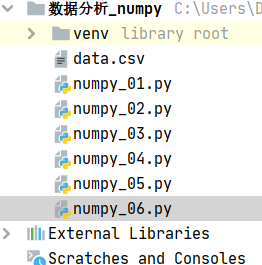 数据分析_numpy C:\Users\D
venv library root
data.csv
numpy_01.py
numpy_02.py
numpy_03.py
numpy_04.py
numpy_05.py
numpy_06.py
External Libraries
Scratches and Consoles